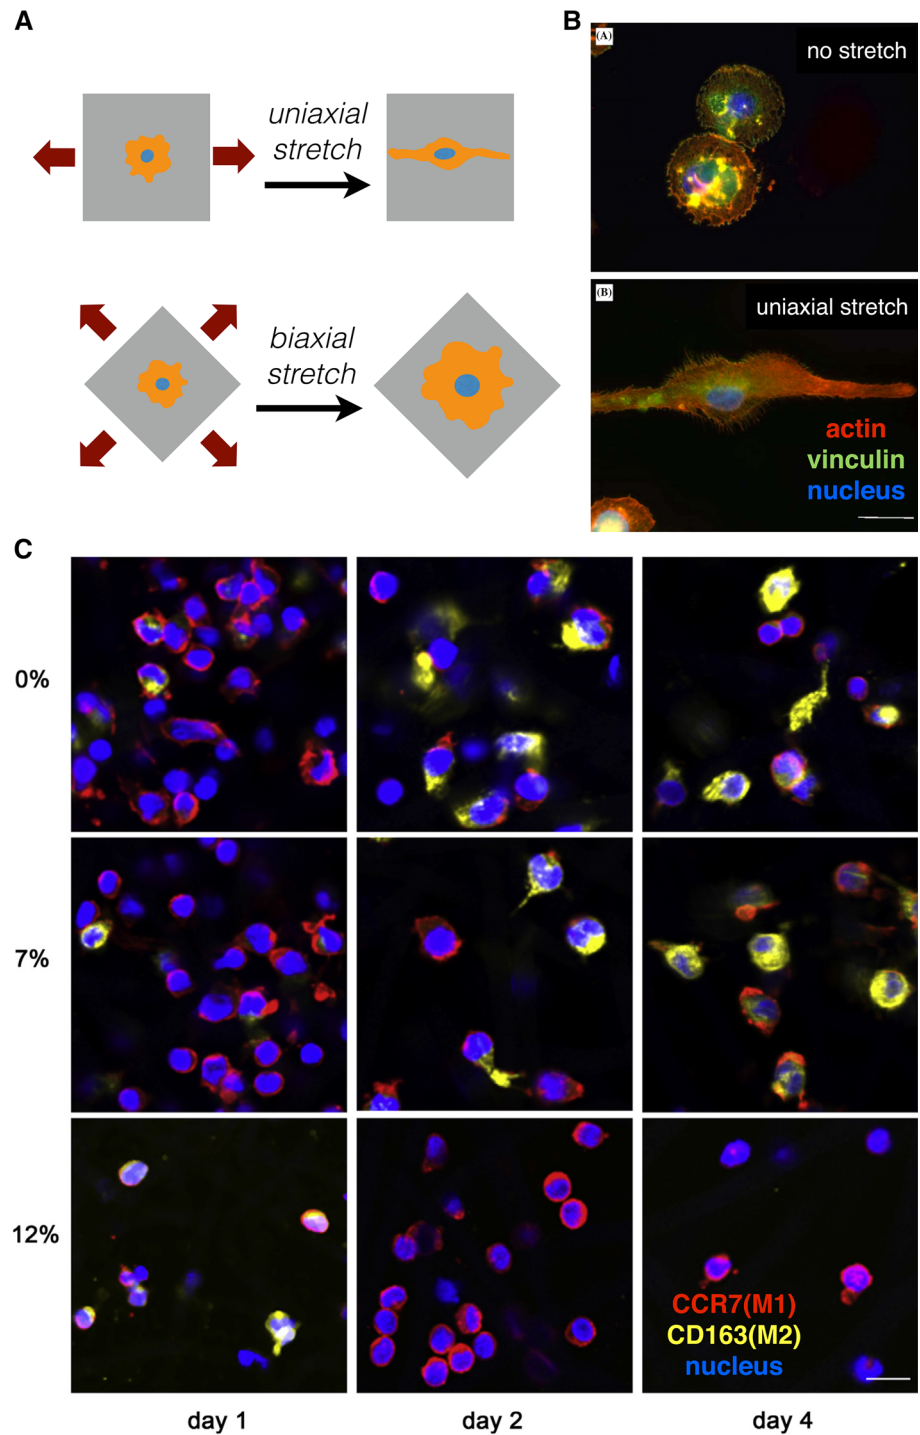 A
uniaxial
stretch
biaxial
stretch
B
(A)
no stretch
(B)
uniaxial stretch
actin
vinculin
nucleus
C
0%
7%
12%
CCR7(M1)
CD163(M2)
nucleus
day 1
day 2
day 4